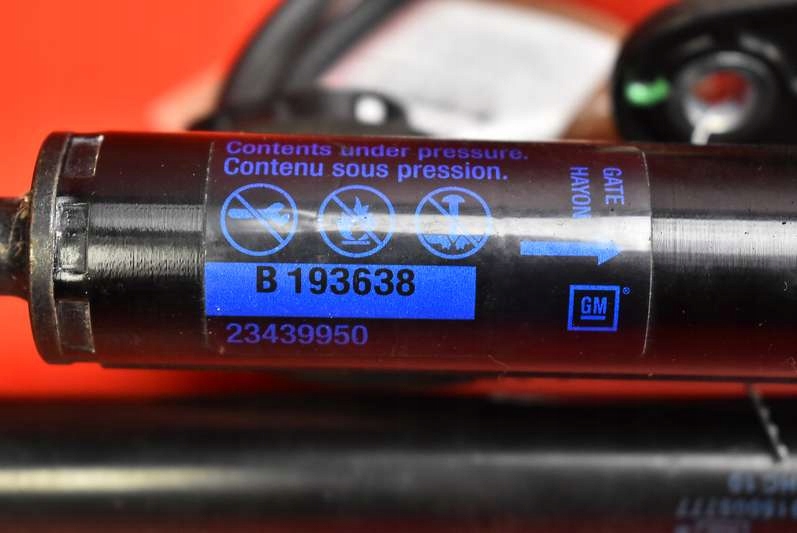 Contents under pressure.
Contenu sous pression.
GATE
HAYON
B 193638
GM
®
23439950